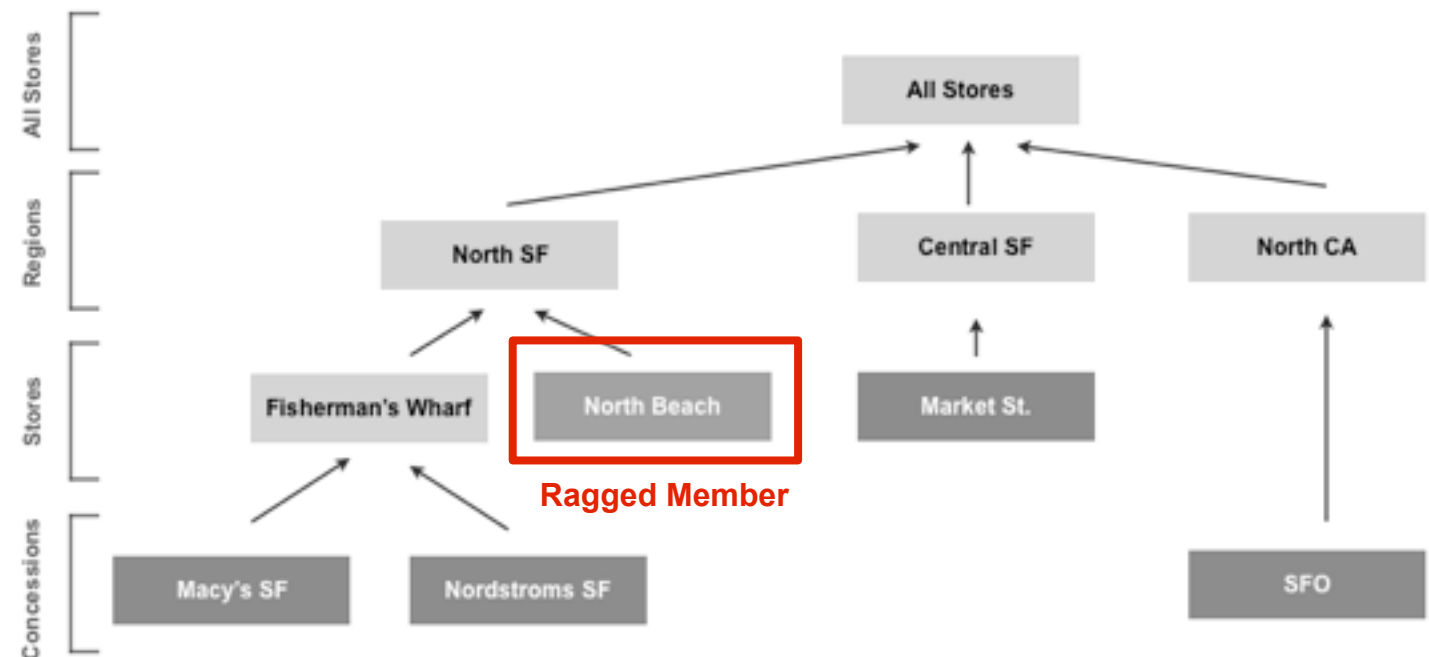 All Stores
All Stores
Regions
North SF
Central SF
North CA
Stores
Fisherman's Wharf
North Beach
Market St.
Ragged Member
Concessions
Macy's SF
Nordstroms SF
SFO